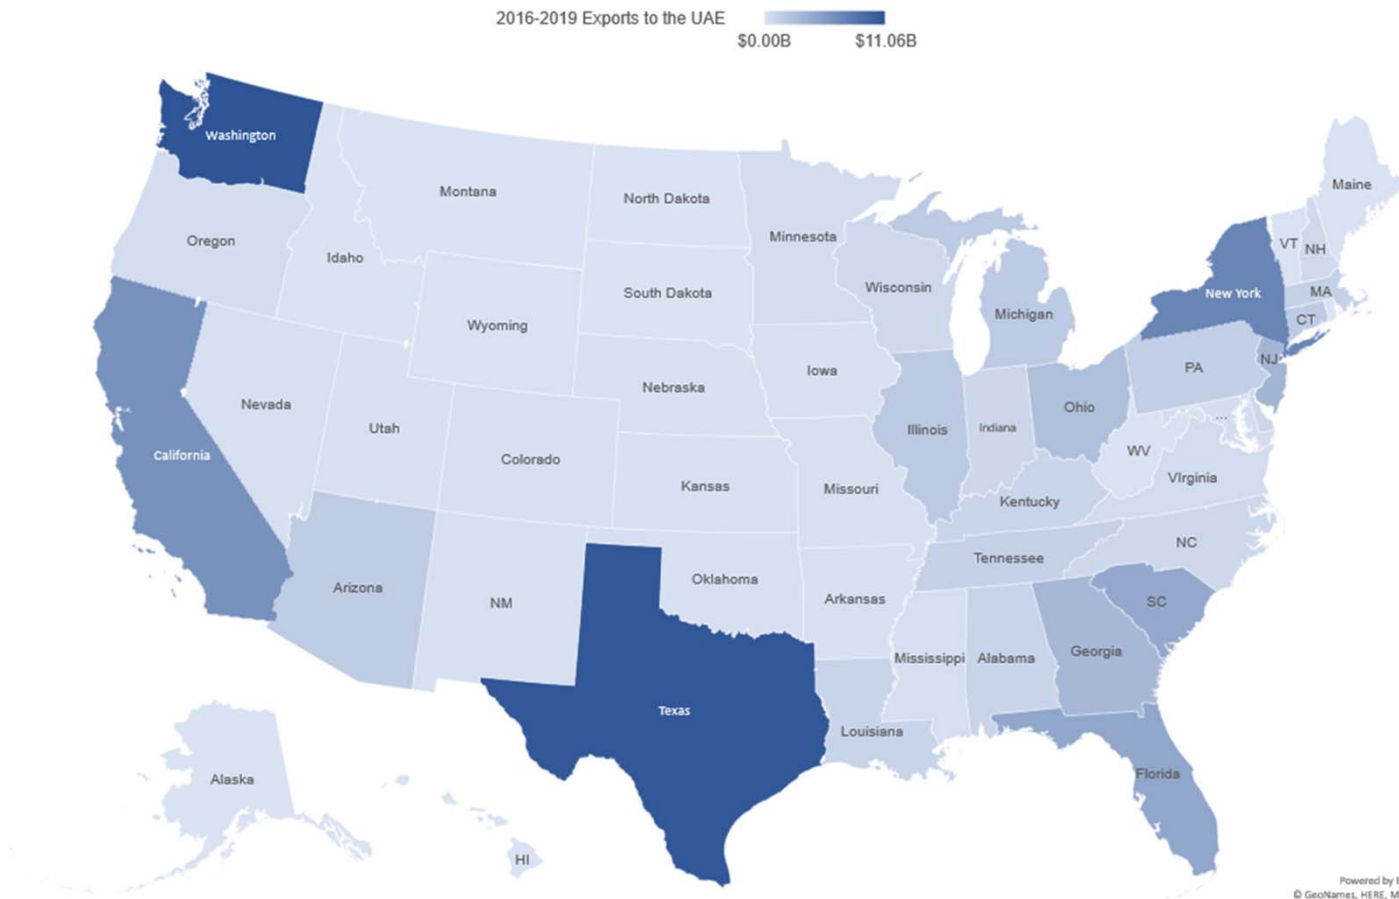 2016-2019 Exports to the UAE
$0.00B $11.06B
Washington
Montana
North Dakota
Minnesota
Maine
Oregon
Idaho
South Dakota
Wisconsin
Michigan
New York
VT
NH
MA
CT
Wyoming
Iowa
Nebraska
PA
NJ
Nevada
Utah
Colorado
Kansas
Missouri
Illinois
Indiana
Ohio
...
WV
VIrginia
Kentucky
California
Arizona
NM
Oklahoma
Arkansas
Tennessee
NC
SC
Mississippi
Alabama
Georgia
Texas
Louisiana
Florida
Alaska
HI
Powered by
© GeoNames, HERE,